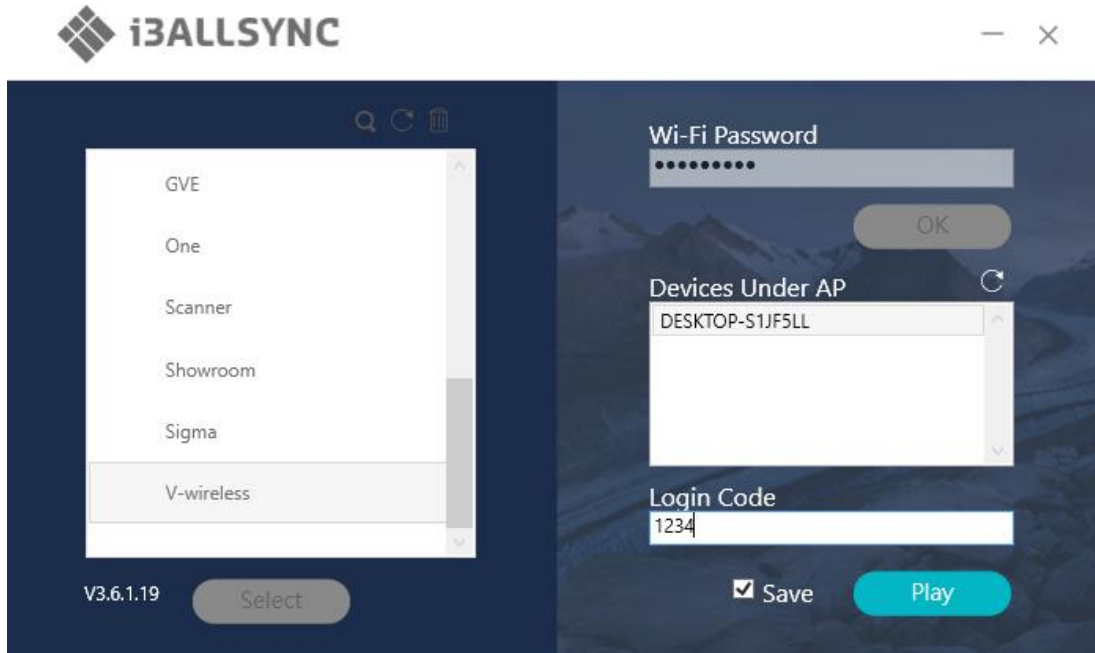 i3ALLSYNC
GVE
One
Scanner
Showroom
Sigma
V-wireless
V3.6.1.19
Select
Wi-Fi Password
•••••••••
OK
Devices Under AP
DESKTOP-S1JF5LL
Login Code
1234
Save
Play